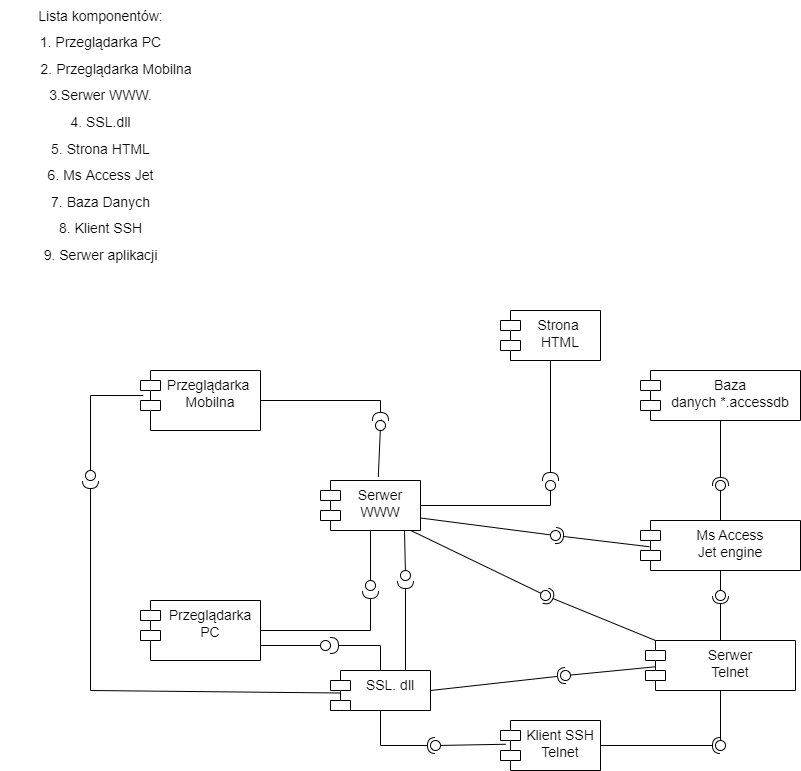 Lista komponentów:
1. Przeglądarka PC
2. Przeglądarka Mobilna
3.Serwer WWW.
4. SSL.dll
5. Strona HTML
6. Ms Access Jet
7. Baza Danych
8. Klient SSH
9. Serwer aplikacji
Strona
HTML
Przeglądarka
Mobilna
Baza
danych *.accessdb
Serwer
WWW
Ms Access
Jet engine
Przeglądarka
PC
Serwer
Telnet
SSL. dll
Klient SSH
Telnet